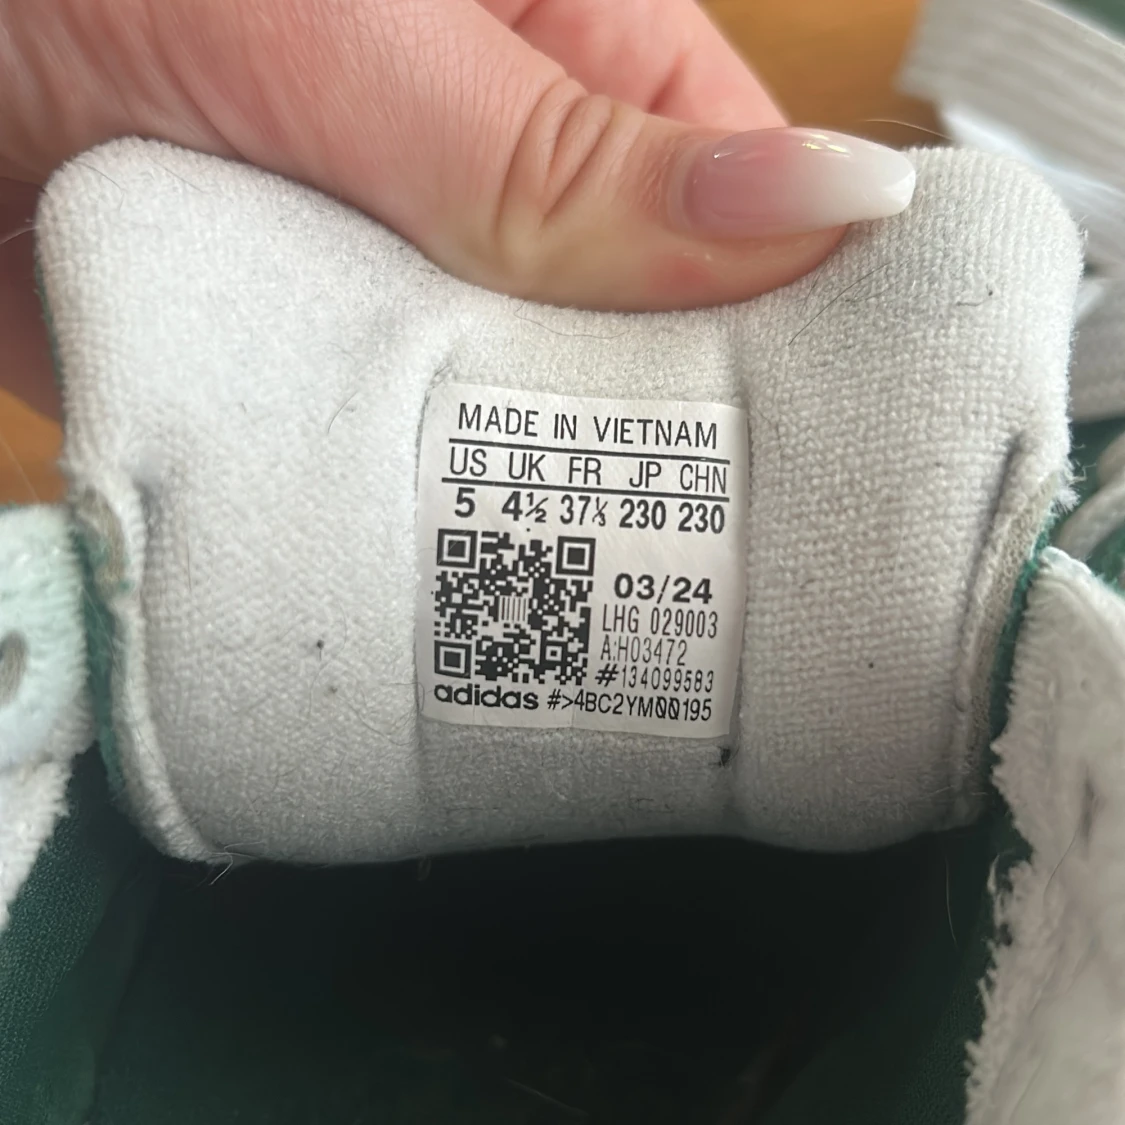 MADE IN VIETNAM
US UK FR JP CHN
5 4½ 37⅓ 230 230
03/24
LHG 029003
A:H03472
#134099583
adidas #>4BC2YM00195